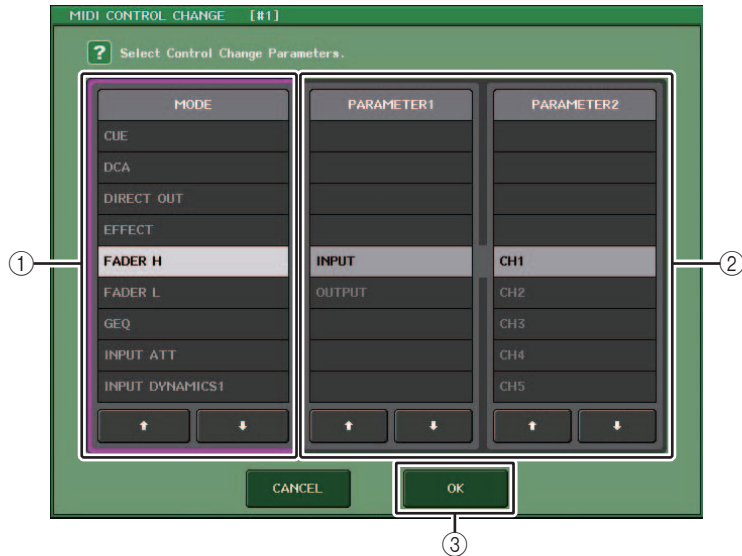 MIDI CONTROL CHANGE [#1]
? Select Control Change Parameters.
MODE
CUE
DCA
DIRECT OUT
EFFECT
FADER H
FADER L
GEQ
INPUT ATT
INPUT DYNAMICS1
PARAMETER1
INPUT
OUTPUT
PARAMETER2
CH1
CH2
CH3
CH4
CH5
CANCEL
OK
①
②
③